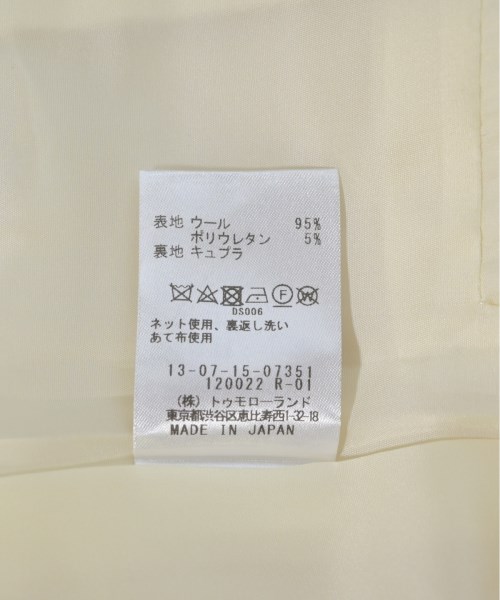 表地 ウール 95%
ポリウレタン 5%
裏地 キュプラ
F W
DS006
ネット使用、裏返し洗い
あて布使用
13-07-15-07351
120022 R-01
(株) トゥモローランド
東京都渋谷区恵比寿西1-32-18
MADE IN JAPAN